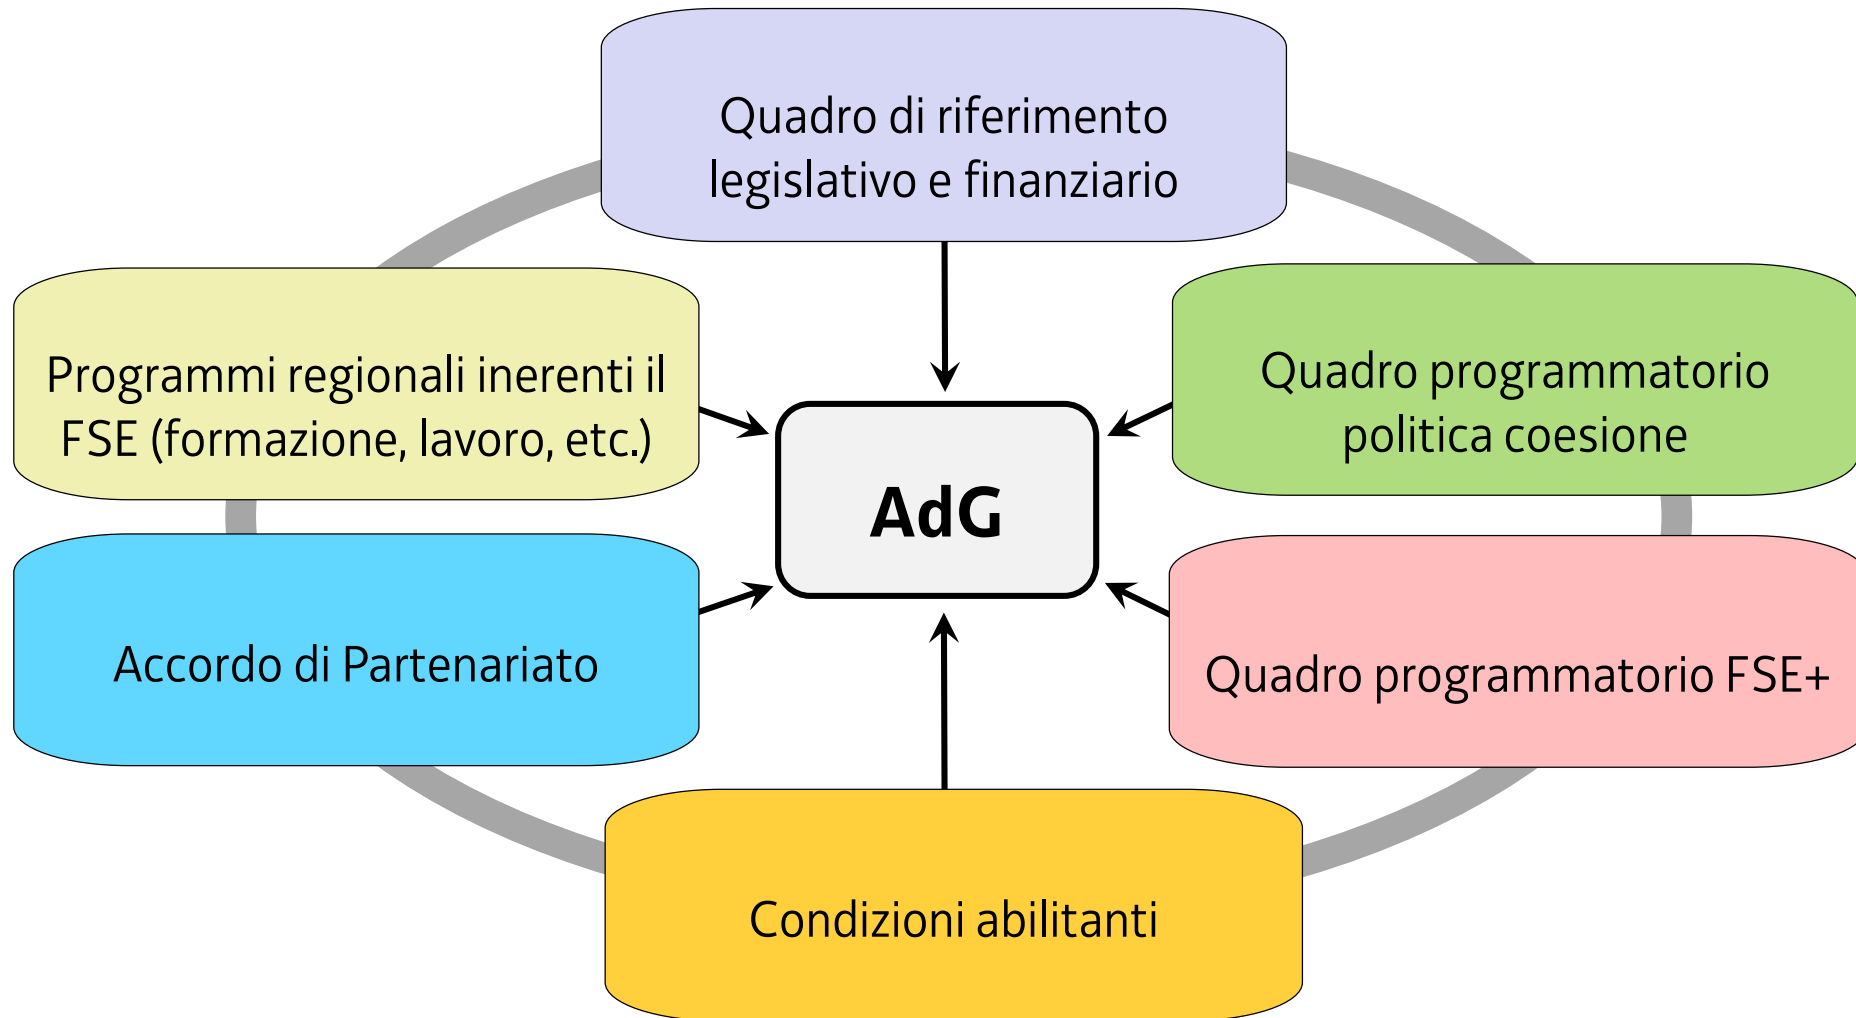 Quadro di riferimento
legislativo e finanziario
Programmi regionali inerenti il
FSE (formazione, lavoro, etc.)
Quadro programmatorio
politica coesione
AdG
Accordo di Partenariato
Quadro programmatorio FSE+
Condizioni abilitanti